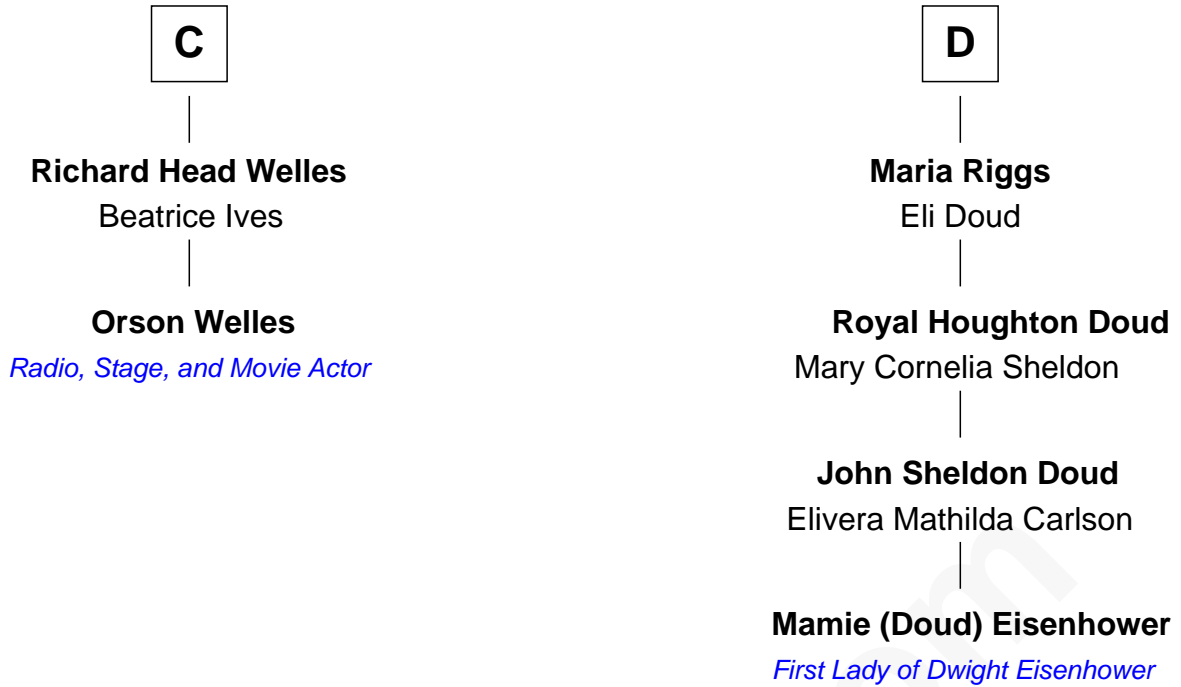 C
Richard Head Welles
Beatrice Ives
Orson Welles
Radio, Stage, and Movie Actor
D
Maria Riggs
Eli Doud
Royal Houghton Doud
Mary Cornelia Sheldon
John Sheldon Doud
Elivera Mathilda Carlson
Mamie (Doud) Eisenhower
First Lady of Dwight Eisenhower